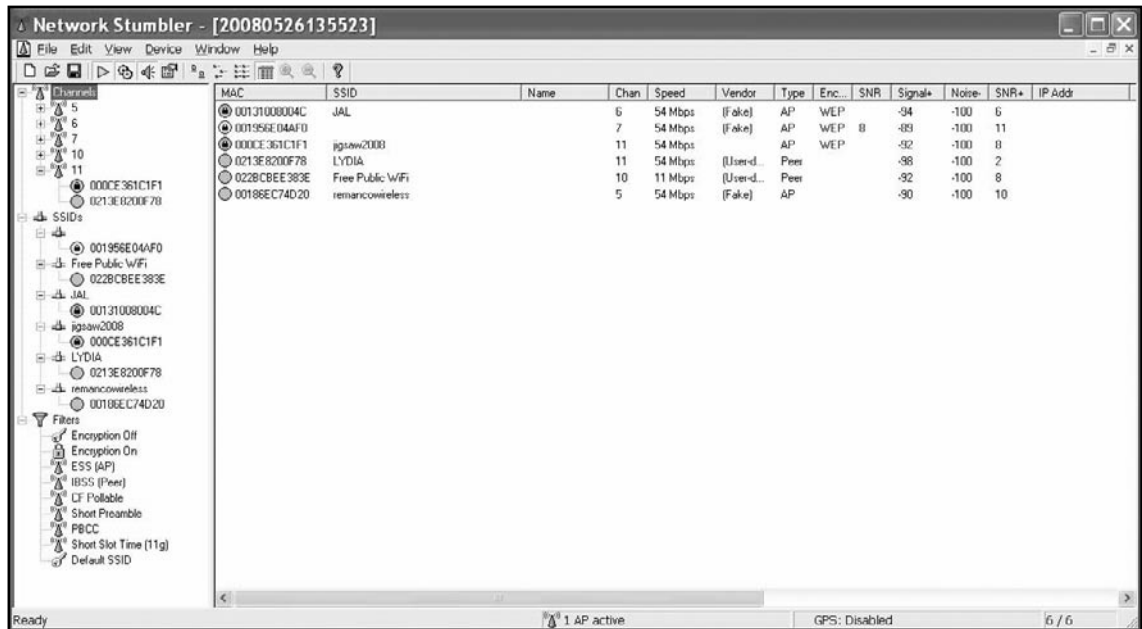 Network Stumbler - [20080526135523]
File Edit View Device Window Help
Channels
5
6
7
10
11
000CE361C1F1
0213E8200F78
SSIDs
001956E04AF0
Free Public WiFi
022BCBEE383E
JAL
00131008004C
jigsaw2008
000CE361C1F1
LYDIA
0213E8200F78
remancowireless
00186EC74D20
Filters
Encryption Off
Encryption On
ESS (AP)
IBSS (Peer)
CF Pollable
Short Preamble
PBCC
Short Slot Time (11g)
Default SSID
MAC SSID Name Chan Speed Vendor Type Enc... SNR Signal+ Noise- SNR+ IP Addr
00131008004C JAL 6 54 Mbps (Fake) AP WEP -94 -100 6
001956E04AF0 7 54 Mbps (Fake) AP WEP 8 -89 -100 11
000CE361C1F1 jigsaw2008 11 54 Mbps AP WEP -92 -100 8
0213E8200F78 LYDIA 11 54 Mbps (User-d... Peer -98 -100 2
022BCBEE383E Free Public WiFi 10 11 Mbps (User-d... Peer -92 -100 8
00186EC74D20 remancowireless 5 54 Mbps (Fake) AP -90 -100 10
Ready 1 AP active GPS: Disabled 6 / 6